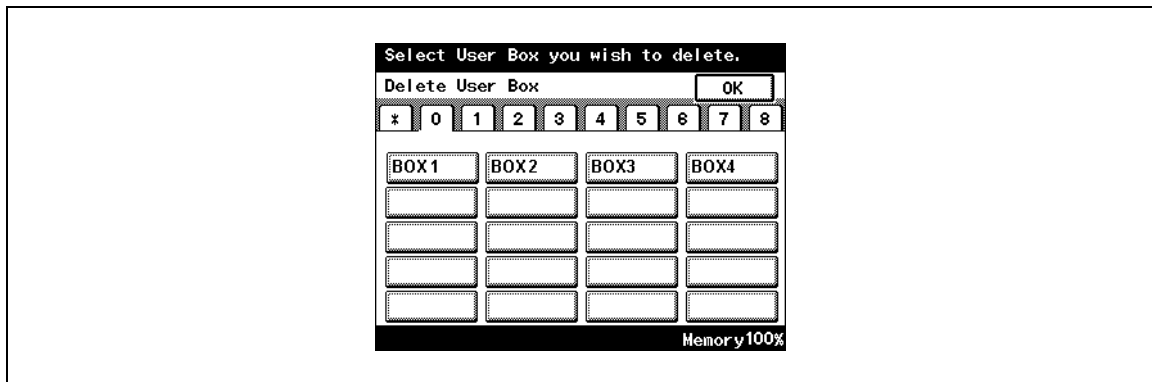 Select User Box you wish to delete.
Delete User Box OK
* 0 1 2 3 4 5 6 7 8
BOX1 BOX2 BOX3 BOX4
Memory100%